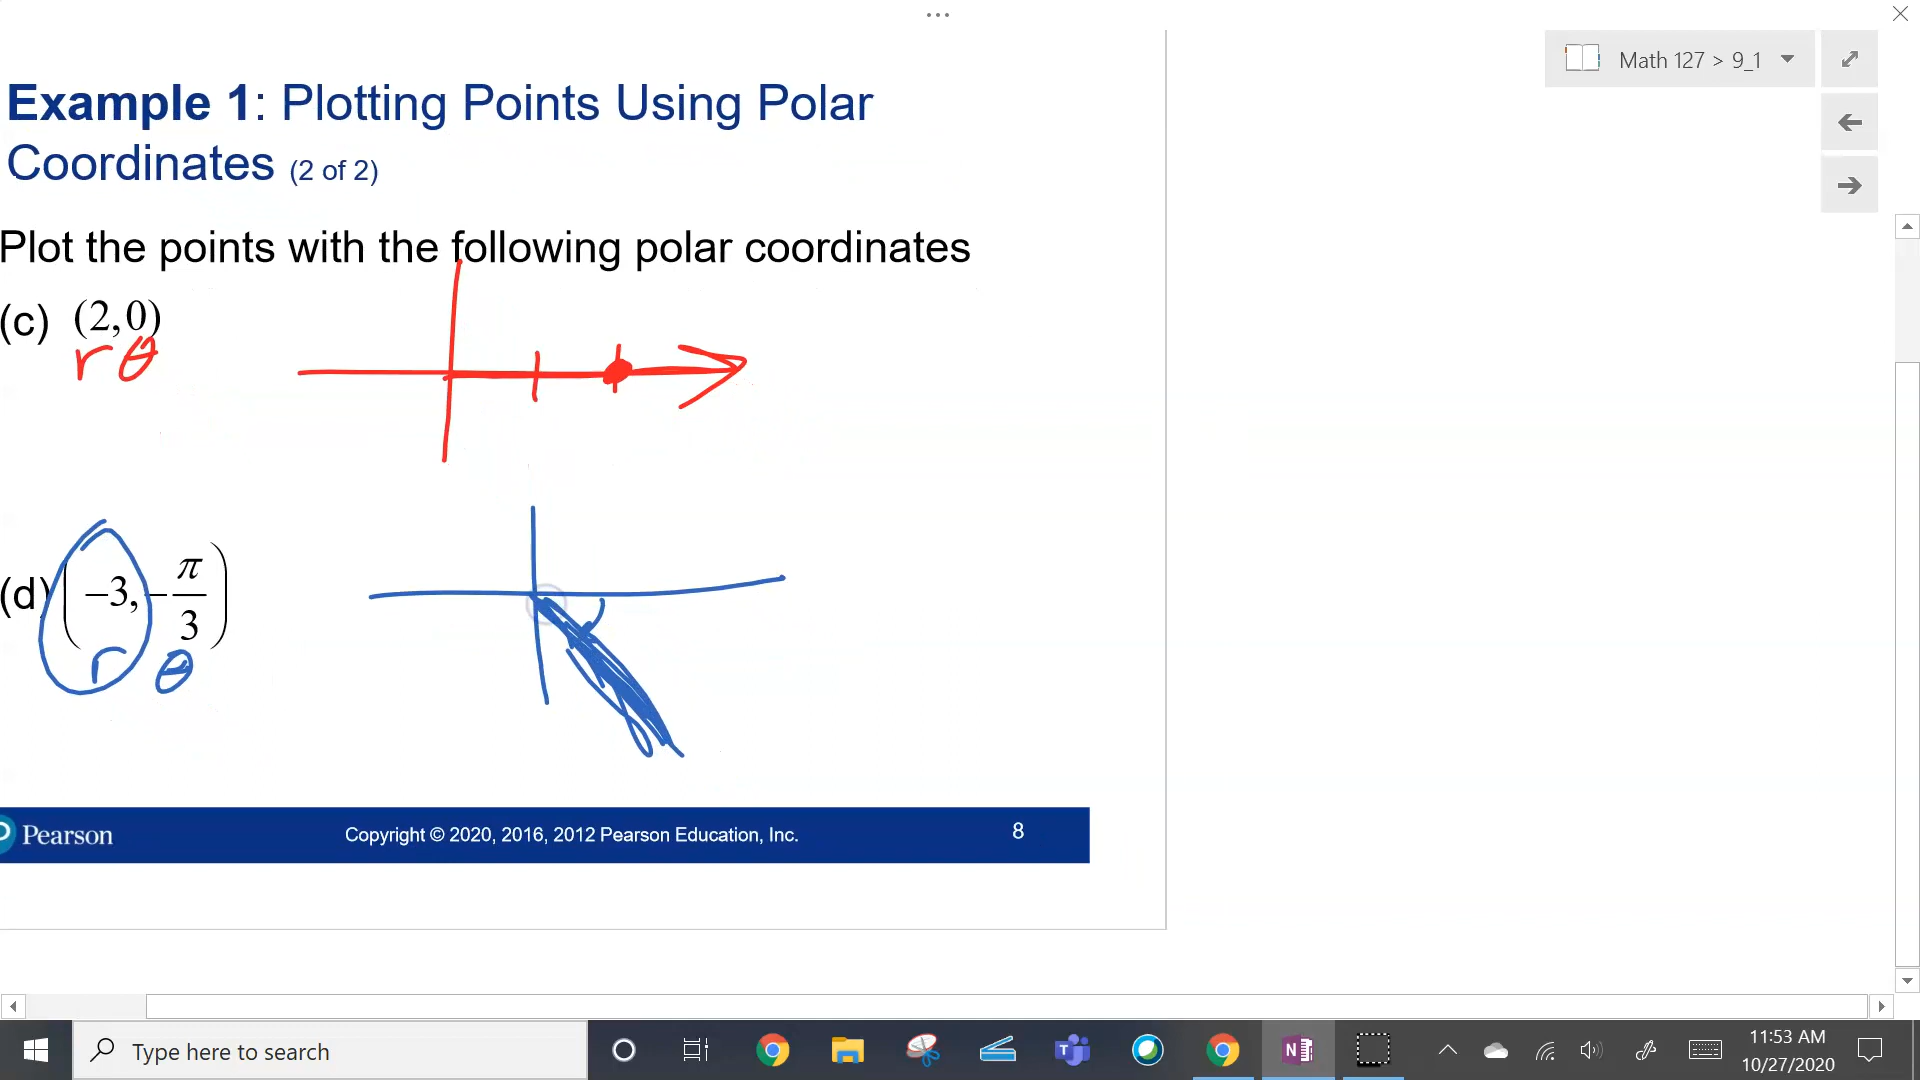 Math 127 > 9_1
Example 1: Plotting Points Using Polar
Coordinates (2 of 2)
Plot the points with the following polar coordinates
(c) (2,0)
r θ
(d) (−3, −π/3)
r θ
Pearson
Copyright © 2020, 2016, 2012 Pearson Education, Inc.
8
Type here to search
11:53 AM
10/27/2020